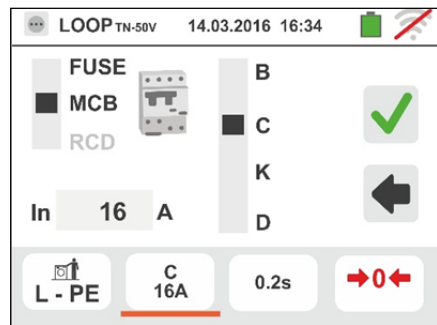 LOOP TN-50V 14.03.2016 16:34
FUSE
MCB
RCD
B
C
K
D
In 16 A
L - PE
C
16A
0.2s
0